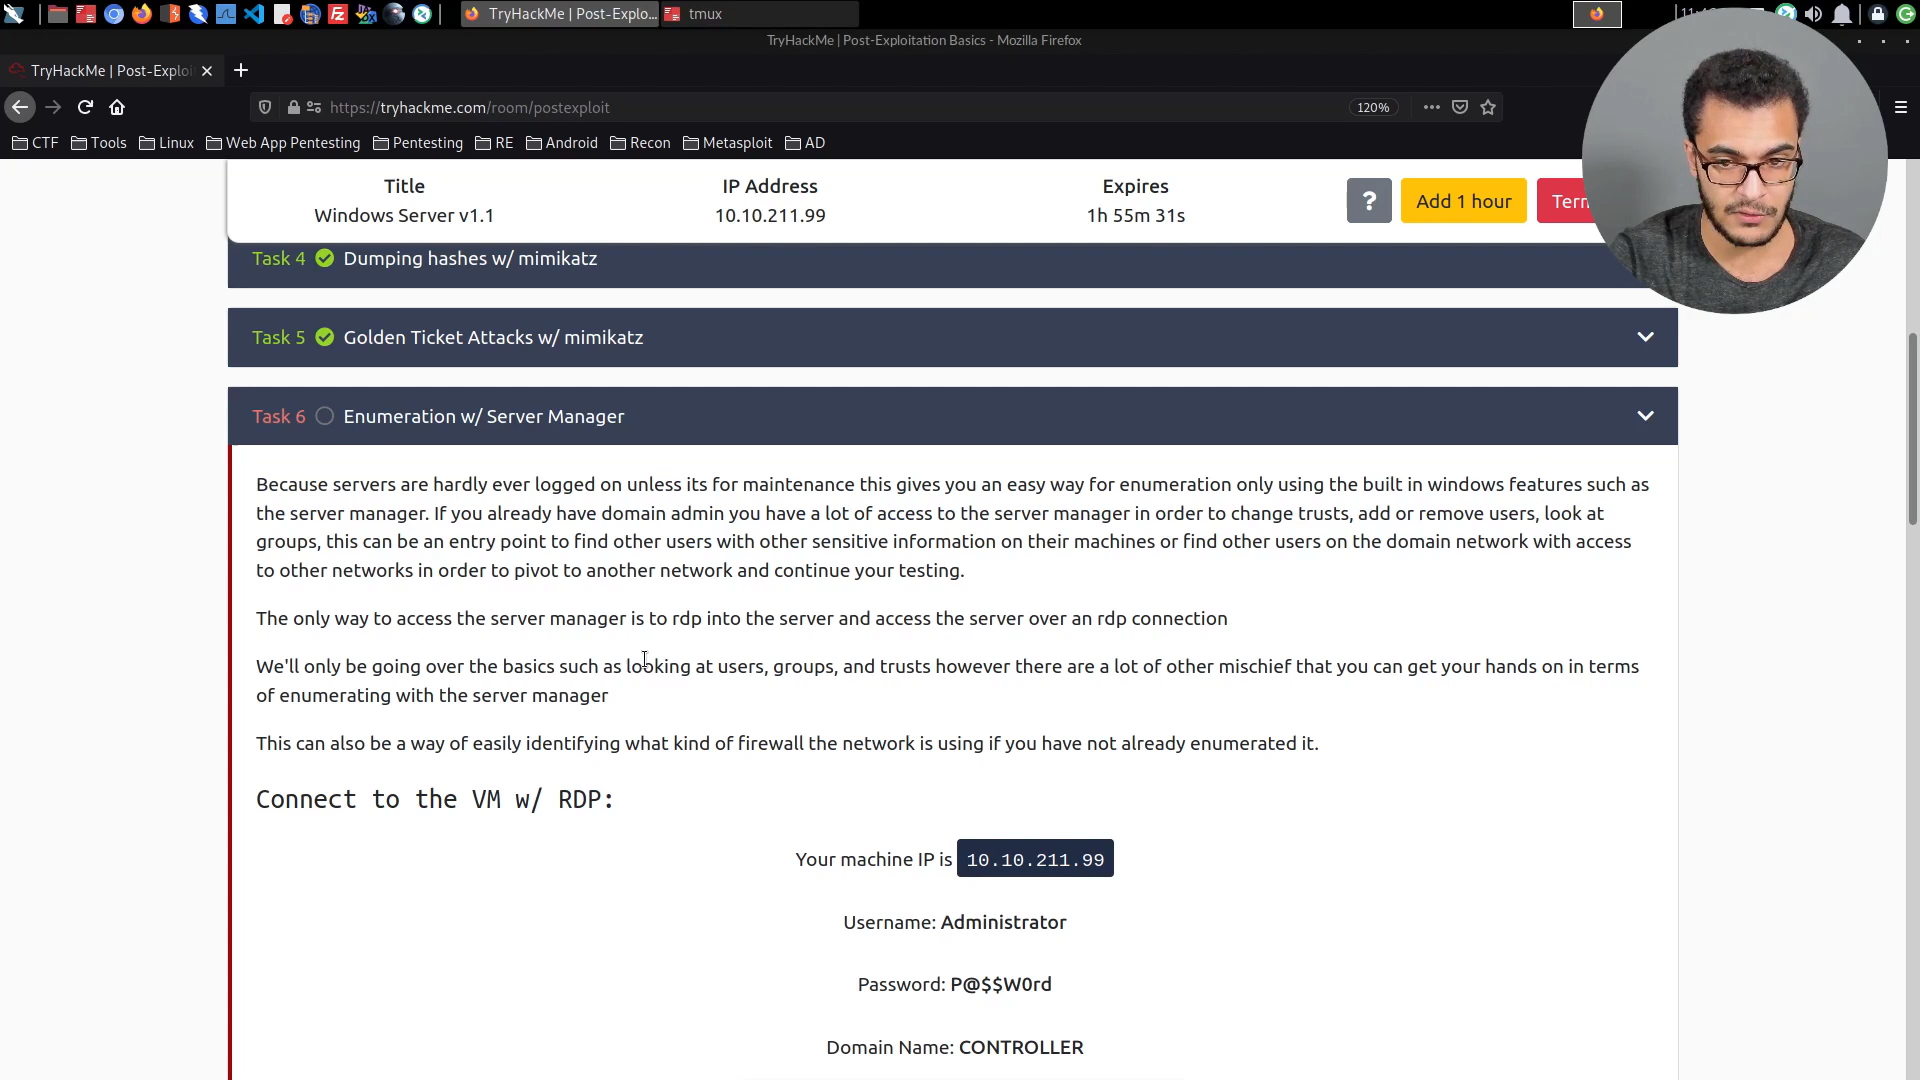 TryHackMe | Post-Explo... tmux
TryHackMe | Post-Exploitation Basics - Mozilla Firefox
TryHackMe | Post-Exploi
https://tryhackme.com/room/postexploit 120%
CTF Tools Linux Web App Pentesting Pentesting RE Android Recon Metasploit AD
Title IP Address Expires
Windows Server v1.1 10.10.211.99 1h 55m 31s ? Add 1 hour
Task 4 Dumping hashes w/ mimikatz
Task 5 Golden Ticket Attacks w/ mimikatz
Task 6 Enumeration w/ Server Manager
Because servers are hardly ever logged on unless its for maintenance this gives you an easy way for enumeration only using the built in windows features such as
the server manager. If you already have domain admin you have a lot of access to the server manager in order to change trusts, add or remove users, look at
groups, this can be an entry point to find other users with other sensitive information on their machines or find other users on the domain network with access
to other networks in order to pivot to another network and continue your testing.
The only way to access the server manager is to rdp into the server and access the server over an rdp connection
We'll only be going over the basics such as looking at users, groups, and trusts however there are a lot of other mischief that you can get your hands on in terms
of enumerating with the server manager
This can also be a way of easily identifying what kind of firewall the network is using if you have not already enumerated it.
Connect to the VM w/ RDP:
Your machine IP is 10.10.211.99
Username: Administrator
Password: P@$$W0rd
Domain Name: CONTROLLER